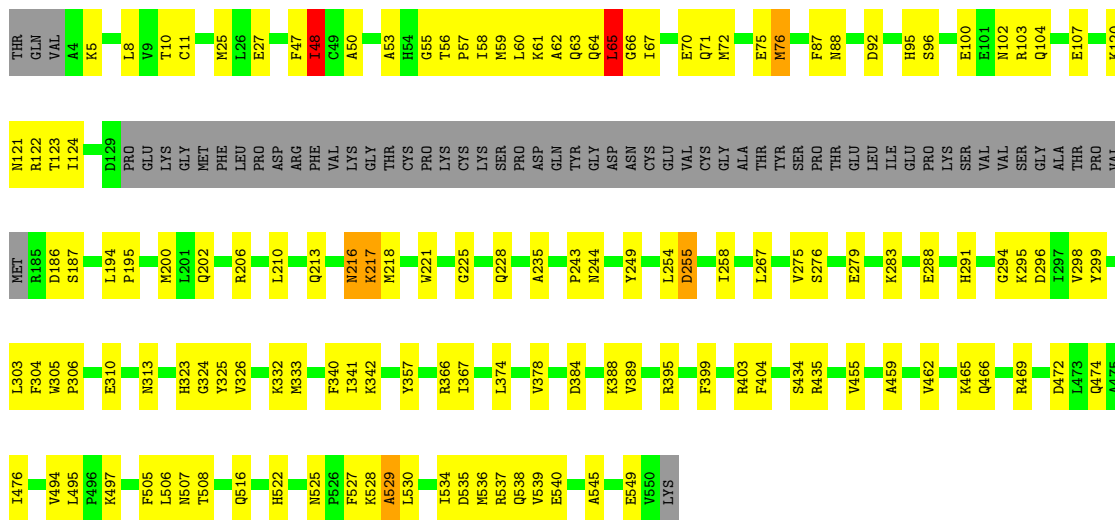 THR GLN VAL A4 K5 L8 V9 T10 C11 M25 L26 E27 F47 I48 C49 A50 A53 H54 G55 T56 P57 I58 M59 L60 K61 A62 Q63 Q64 L65 G66 I67 E70 Q71 M72 E75 M76 F87 N88 D92 H95 S96 E100 E101 N102 R103 Q104 E107 K120
N121 R122 T123 I124 D129 PRO GLU LYS GLY MET PHE LEU PRO ASP ARG PHE VAL LYS GLY THR CYS PRO LYS CYS LYS SER PRO ASP GLN TYR GLY ASP ASN CYS GLU VAL CYS GLY ALA THR TYR SER PRO THR GLU LEU ILE GLU PRO LYS SER VAL VAL SER GLY ALA THR PRO VAL
MET R185 D186 S187 L194 P195 M200 L201 Q202 R206 L210 Q213 N216 K217 M218 W221 G225 Q228 A235 P243 N244 Y249 L254 D255 I258 L267 V275 S276 E279 K283 E288 H291 G294 K295 D296 I297 V298 Y299
L303 F304 W305 P306 E310 N313 H323 G324 Y325 V326 K332 M333 F340 I341 K342 Y357 R366 I367 L374 V378 D384 K388 V389 R395 F399 R403 F404 S434 R435 V455 A459 V462 K465 Q466 R469 D472 L473 Q474 A475
I476 V494 L495 P496 K497 F505 L506 N507 T508 Q516 H522 N525 P526 F527 K528 A529 L530 I534 D535 M536 R537 Q538 V539 E540 A545 E549 V550 LYS